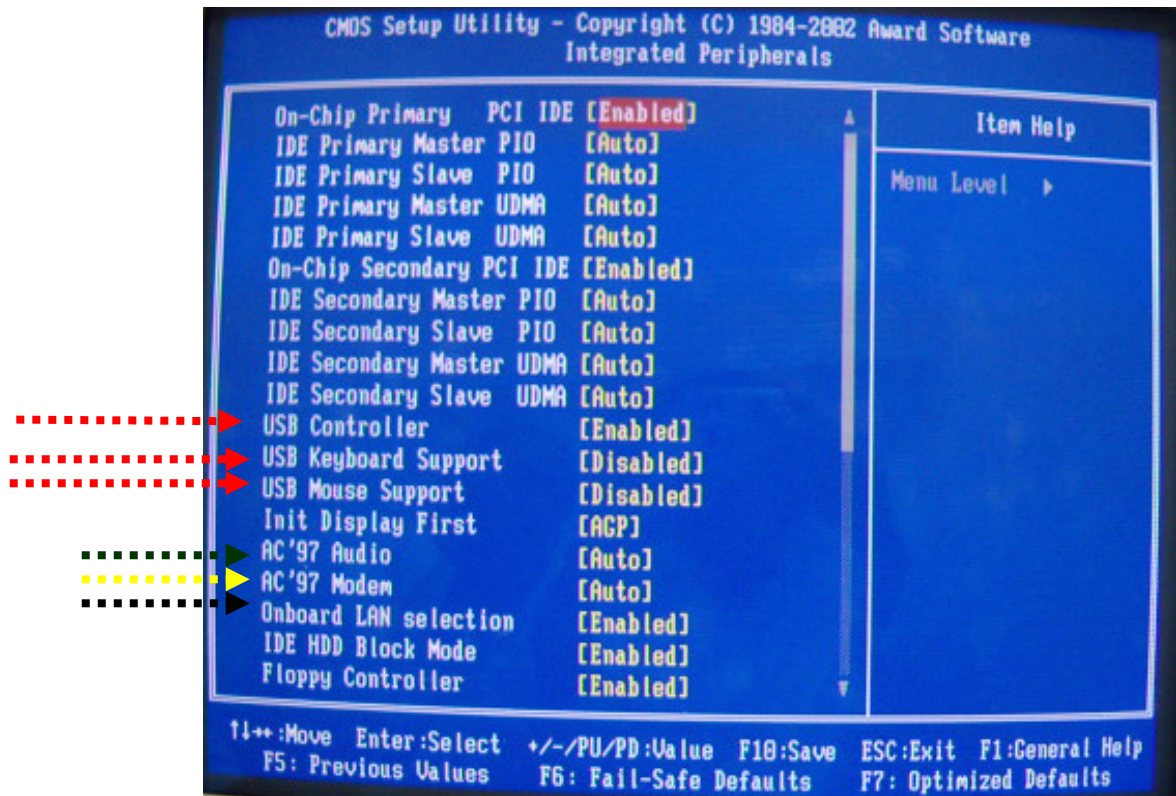 CMOS Setup Utility - Copyright (C) 1984-2002 Award Software
Integrated Peripherals
On-Chip Primary PCI IDE [Enabled]
IDE Primary Master PIO [Auto]
IDE Primary Slave PIO [Auto]
IDE Primary Master UDMA [Auto]
IDE Primary Slave UDMA [Auto]
On-Chip Secondary PCI IDE [Enabled]
IDE Secondary Master PIO [Auto]
IDE Secondary Slave PIO [Auto]
IDE Secondary Master UDMA [Auto]
IDE Secondary Slave UDMA [Auto]
USB Controller [Enabled]
USB Keyboard Support [Disabled]
USB Mouse Support [Disabled]
Init Display First [AGP]
AC'97 Audio [Auto]
AC'97 Modem [Auto]
Onboard LAN selection [Enabled]
IDE HDD Block Mode [Enabled]
Floppy Controller [Enabled]
Item Help
Menu Level ▶
↑↓→←:Move Enter:Select +/-/PU/PD:Value F10:Save ESC:Exit F1:General Help
F5: Previous Values F6: Fail-Safe Defaults F7: Optimized Defaults